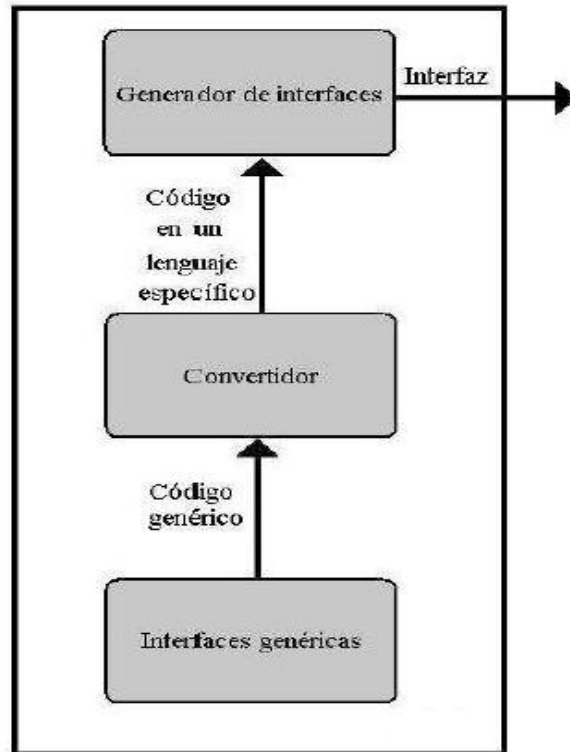 Generador de interfaces
Interfaz
Código
en un
lenguaje
específico
Convertidor
Código
genérico
Interfaces genéricas